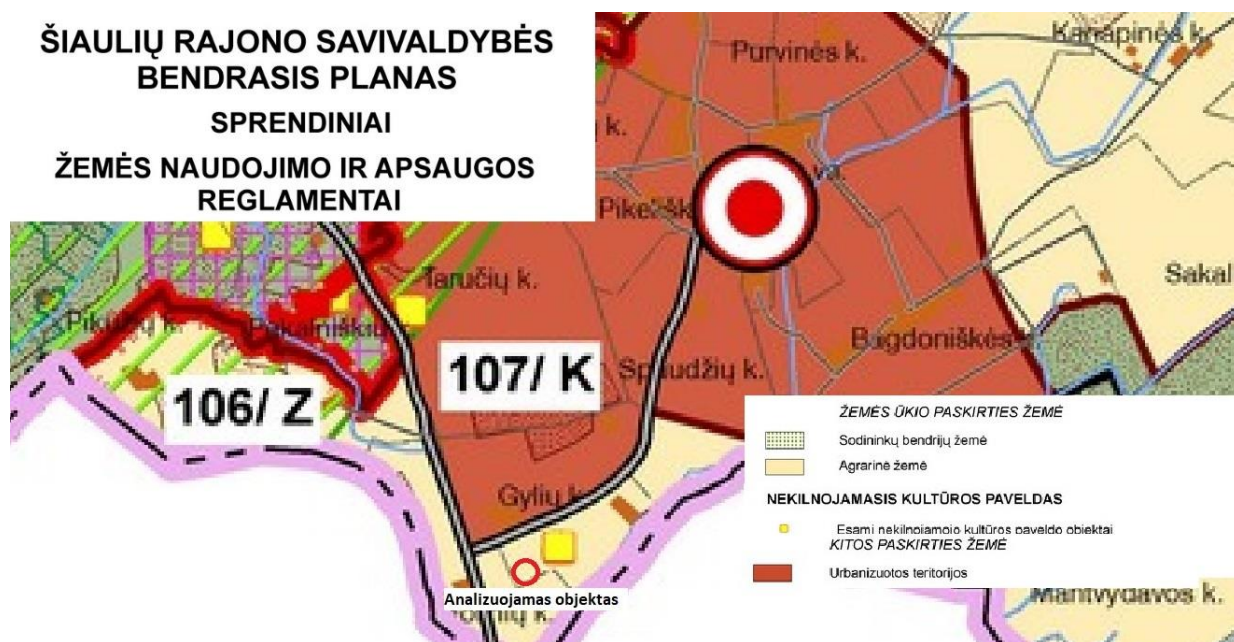 ŠIAULIŲ RAJONO SAVIVALDYBĖS
BENDRASIS PLANAS
SPRENDINIAI
ŽEMĖS NAUDOJIMO IR APSAUGOS
REGLAMENTAI
Purvinės k.
Kanapinės k.
k.
Taručių k.
Sakal
Pakalniškių
Bagdoniškės
107/ K
Spaudžių k.
106/ Z
Gylių k.
Analizuojamas objektas
ŽEMĖS ŪKIO PASKIRTIES ŽEMĖ
Sodininkų bendrijų žemė
Agrarinė žemė
NEKILNOJAMASIS KULTŪROS PAVELDAS
Esami nekilnojamojo kultūros paveldo objektai
KITOS PASKIRTIES ŽEMĖ
Urbanizuotos teritorijos
Mantvydavos k.